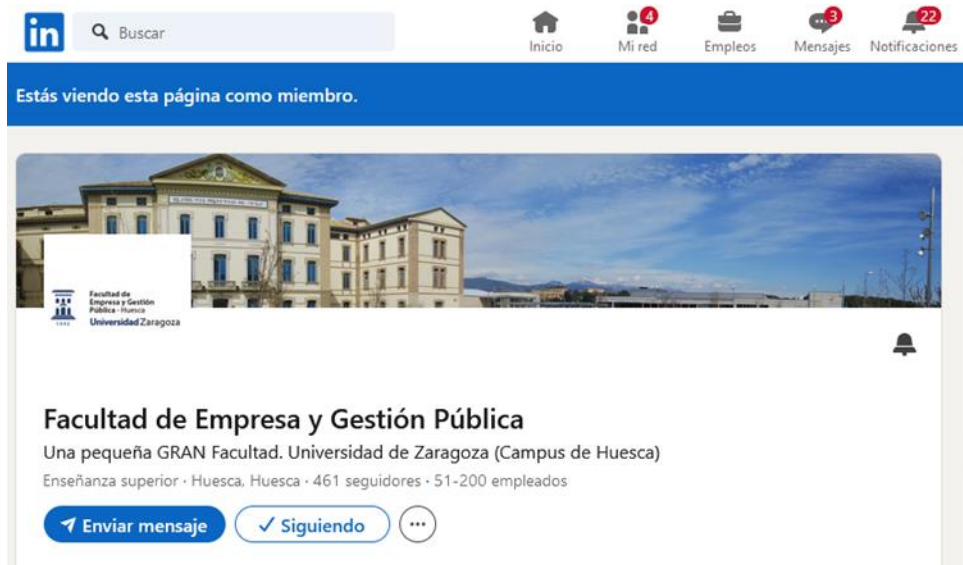 in
Buscar
Inicio
4
Mi red
Empleos
3
Mensajes
22
Notificaciones
Estás viendo esta página como miembro.
Facultad de
Empresa y Gestión
Pública - Huesca
Universidad Zaragoza
Facultad de Empresa y Gestión Pública
Una pequeña GRAN Facultad. Universidad de Zaragoza (Campus de Huesca)
Enseñanza superior · Huesca, Huesca · 461 seguidores · 51-200 empleados
Enviar mensaje
Siguiendo